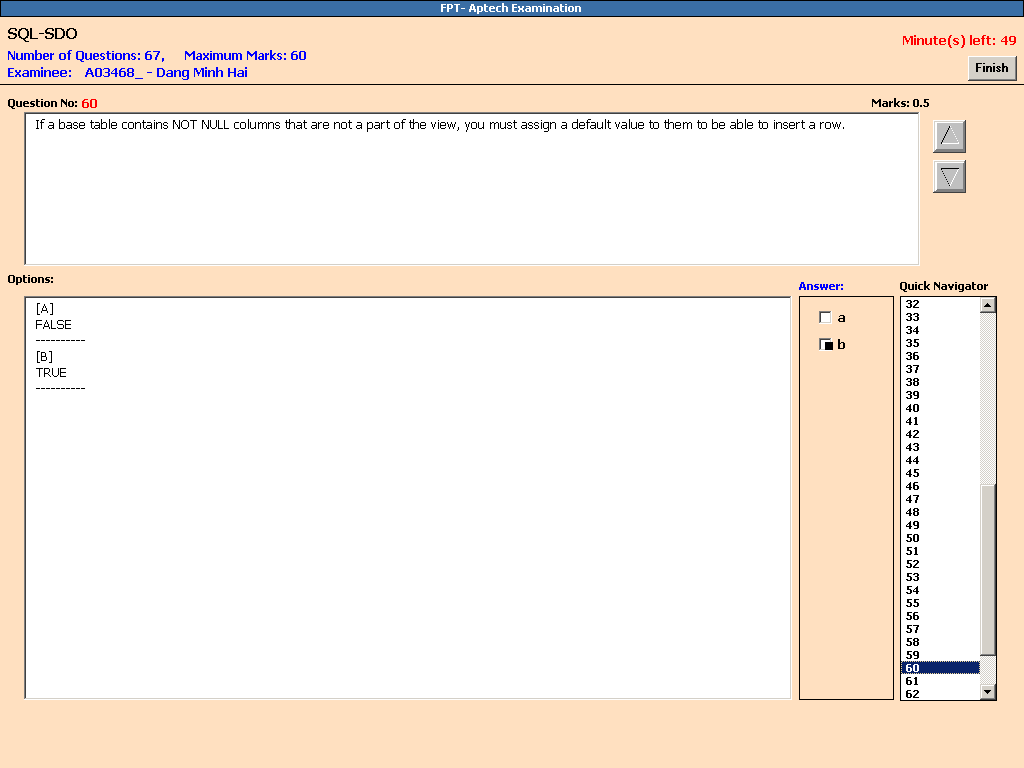 FPT- Aptech Examination
SQL-SDO
Number of Questions: 67, Maximum Marks: 60
Minute(s) left: 49
Examinee: A03468_ - Dang Minh Hai
Finish
Question No: 60
Marks: 0.5
If a base table contains NOT NULL columns that are not a part of the view, you must assign a default value to them to be able to insert a row.
Options:
Answer:
Quick Navigator
[A]
FALSE
----------
[B]
TRUE
----------
a
b
32
33
34
35
36
37
38
39
40
41
42
43
44
45
46
47
48
49
50
51
52
53
54
55
56
57
58
59
60
61
62